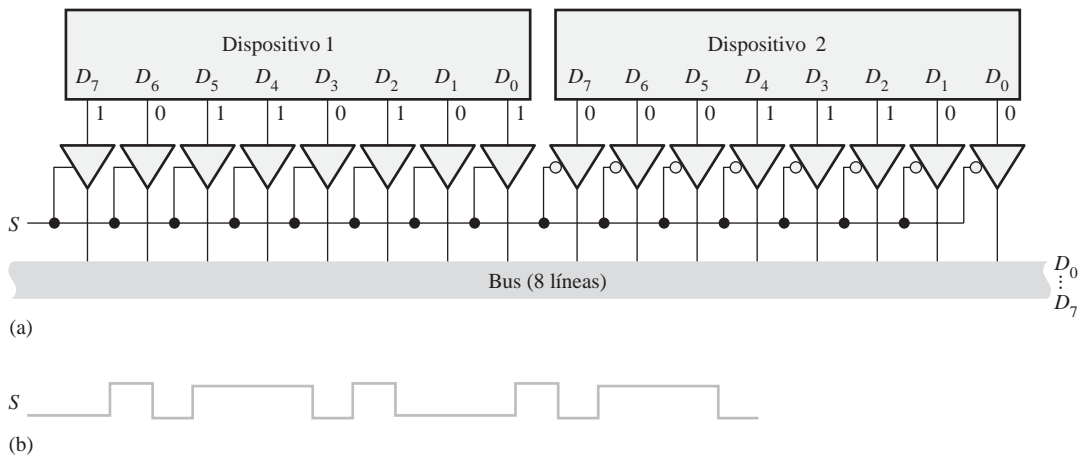 Dispositivo 1
Dispositivo 2
D7 D6 D5 D4 D3 D2 D1 D0
D7 D6 D5 D4 D3 D2 D1 D0
1 0 1 1 0 1 0 1
0 0 0 1 1 1 0 0
S
Bus (8 líneas)
D0
⋮
D7
(a)
S
(b)